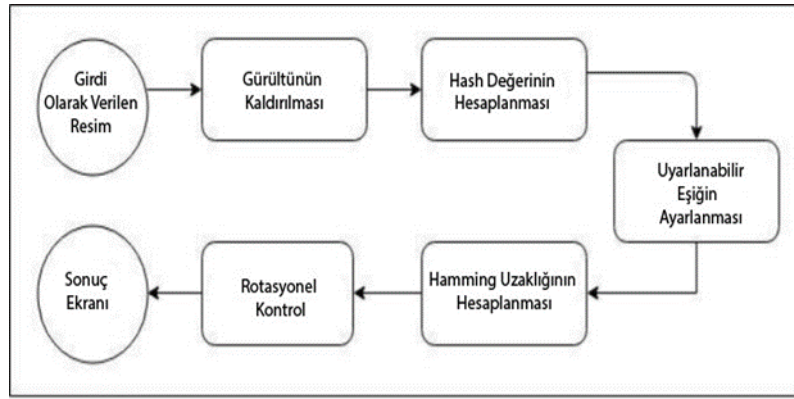 Girdi
Olarak Verilen
Resim
Gürültünün
Kaldırılması
Hash Değerinin
Hesaplanması
Uyarlanabilir
Eşiğin
Ayarlanması
Hamming Uzaklığının
Hesaplanması
Rotasyonel
Kontrol
Sonuç
Ekranı